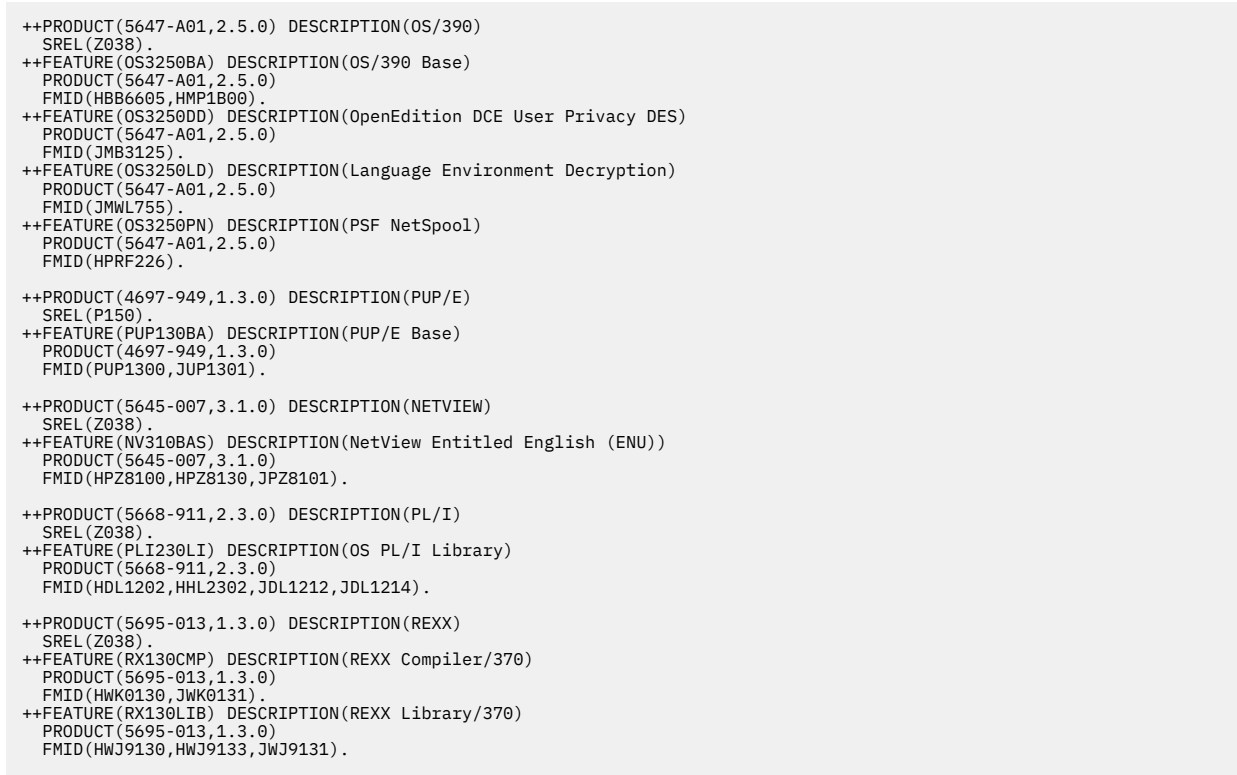 ++PRODUCT(5647-A01,2.5.0) DESCRIPTION(OS/390)
  SREL(Z038).
++FEATURE(OS3250BA) DESCRIPTION(OS/390 Base)
  PRODUCT(5647-A01,2.5.0)
  FMID(HBB6605,HMP1B00).
++FEATURE(OS3250DD) DESCRIPTION(OpenEdition DCE User Privacy DES)
  PRODUCT(5647-A01,2.5.0)
  FMID(JMB3125).
++FEATURE(OS3250LD) DESCRIPTION(Language Environment Decryption)
  PRODUCT(5647-A01,2.5.0)
  FMID(JMWL755).
++FEATURE(OS3250PN) DESCRIPTION(PSF NetSpool)
  PRODUCT(5647-A01,2.5.0)
  FMID(HPRF226).

++PRODUCT(4697-949,1.3.0) DESCRIPTION(PUP/E)
  SREL(P150).
++FEATURE(PUP130BA) DESCRIPTION(PUP/E Base)
  PRODUCT(4697-949,1.3.0)
  FMID(PUP1300,JUP1301).

++PRODUCT(5645-007,3.1.0) DESCRIPTION(NETVIEW)
  SREL(Z038).
++FEATURE(NV310BAS) DESCRIPTION(NetView Entitled English (ENU))
  PRODUCT(5645-007,3.1.0)
  FMID(HPZ8100,HPZ8130,JPZ8101).

++PRODUCT(5668-911,2.3.0) DESCRIPTION(PL/I)
  SREL(Z038).
++FEATURE(PLI230LI) DESCRIPTION(OS PL/I Library)
  PRODUCT(5668-911,2.3.0)
  FMID(HDL1202,HHL2302,JDL1212,JDL1214).

++PRODUCT(5695-013,1.3.0) DESCRIPTION(REXX)
  SREL(Z038).
++FEATURE(RX130CMP) DESCRIPTION(REXX Compiler/370)
  PRODUCT(5695-013,1.3.0)
  FMID(HWK0130,JWK0131).
++FEATURE(RX130LIB) DESCRIPTION(REXX Library/370)
  PRODUCT(5695-013,1.3.0)
  FMID(HWJ9130,HWJ9133,JWJ9131).